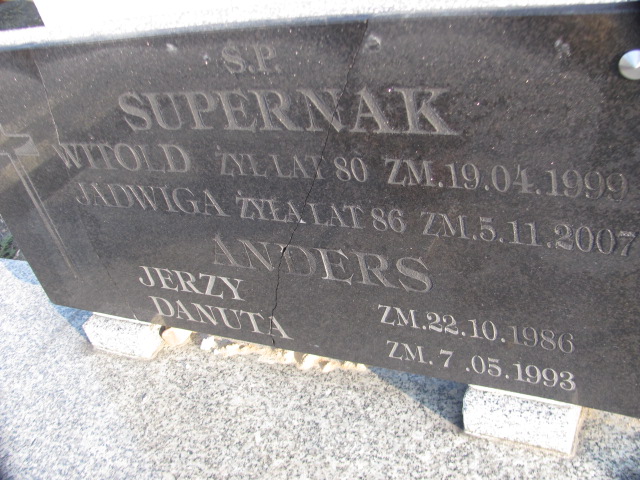 Ś.P.
SUPERNAK
WITOLD ŻYŁ LAT 80 ZM. 19.04.1999
JADWIGA ŻYŁA LAT 86 ZM. 5.11.2007
ANDERS
JERZY ZM. 22.10.1986
DANUTA ZM. 7.05.1993